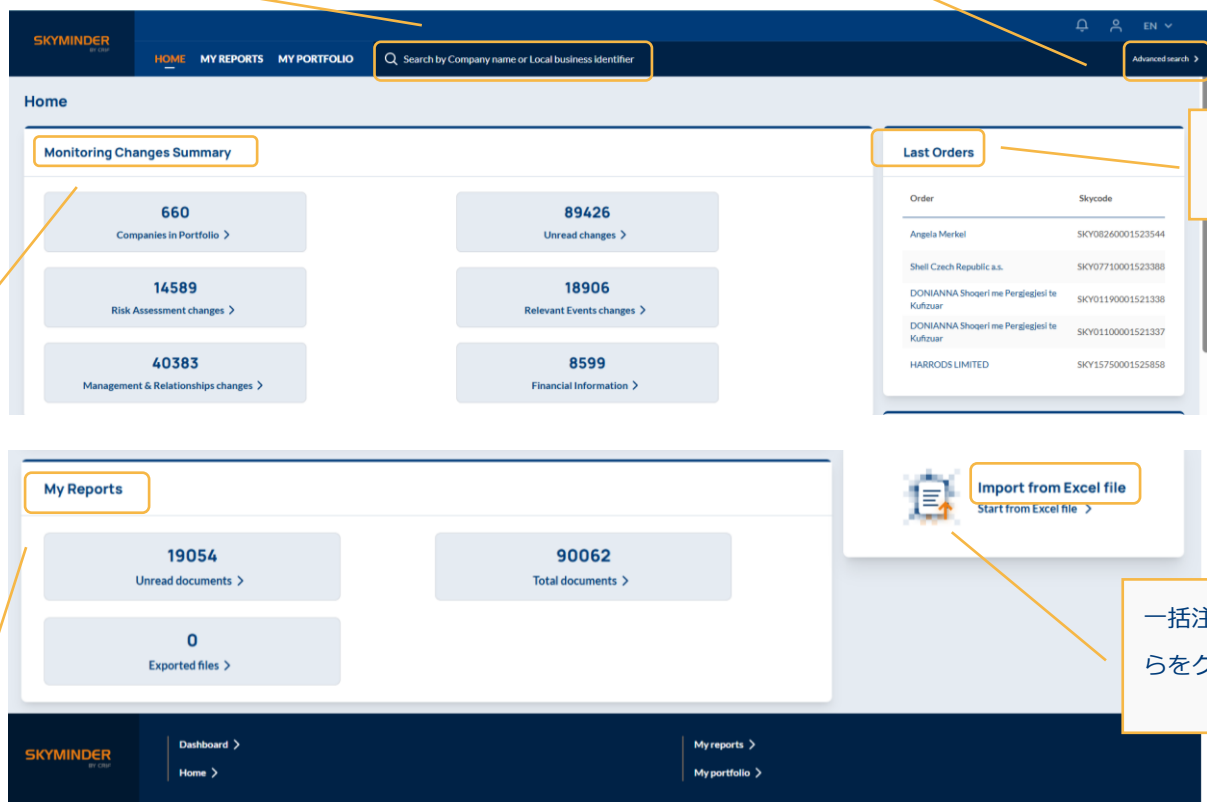 SKYMINDER
BY CRIF
EN
HOME MY REPORTS MY PORTFOLIO
Search by Company name or Local business identifier
Advanced search
Home
Monitoring Changes Summary
660
Companies in Portfolio
89426
Unread changes
14589
Risk Assessment changes
18906
Relevant Events changes
40383
Management & Relationships changes
8599
Financial Information
Last Orders
Order Skycode
Angela Merkel SKY08260001523544
Shell Czech Republic a.s. SKY07710001523388
DONIANNA Shoqeri me Pergjegjesi te
Kufizuar SKY01190001521338
DONIANNA Shoqeri me Pergjegjesi te
Kufizuar SKY01100001521337
HARRODS LIMITED SKY15750001525858
My Reports
19054
Unread documents
90062
Total documents
0
Exported files
Import from Excel file
Start from Excel file
一括注
らをク
SKYMINDER
BY CRIF
Dashboard
Home
My reports
My portfolio